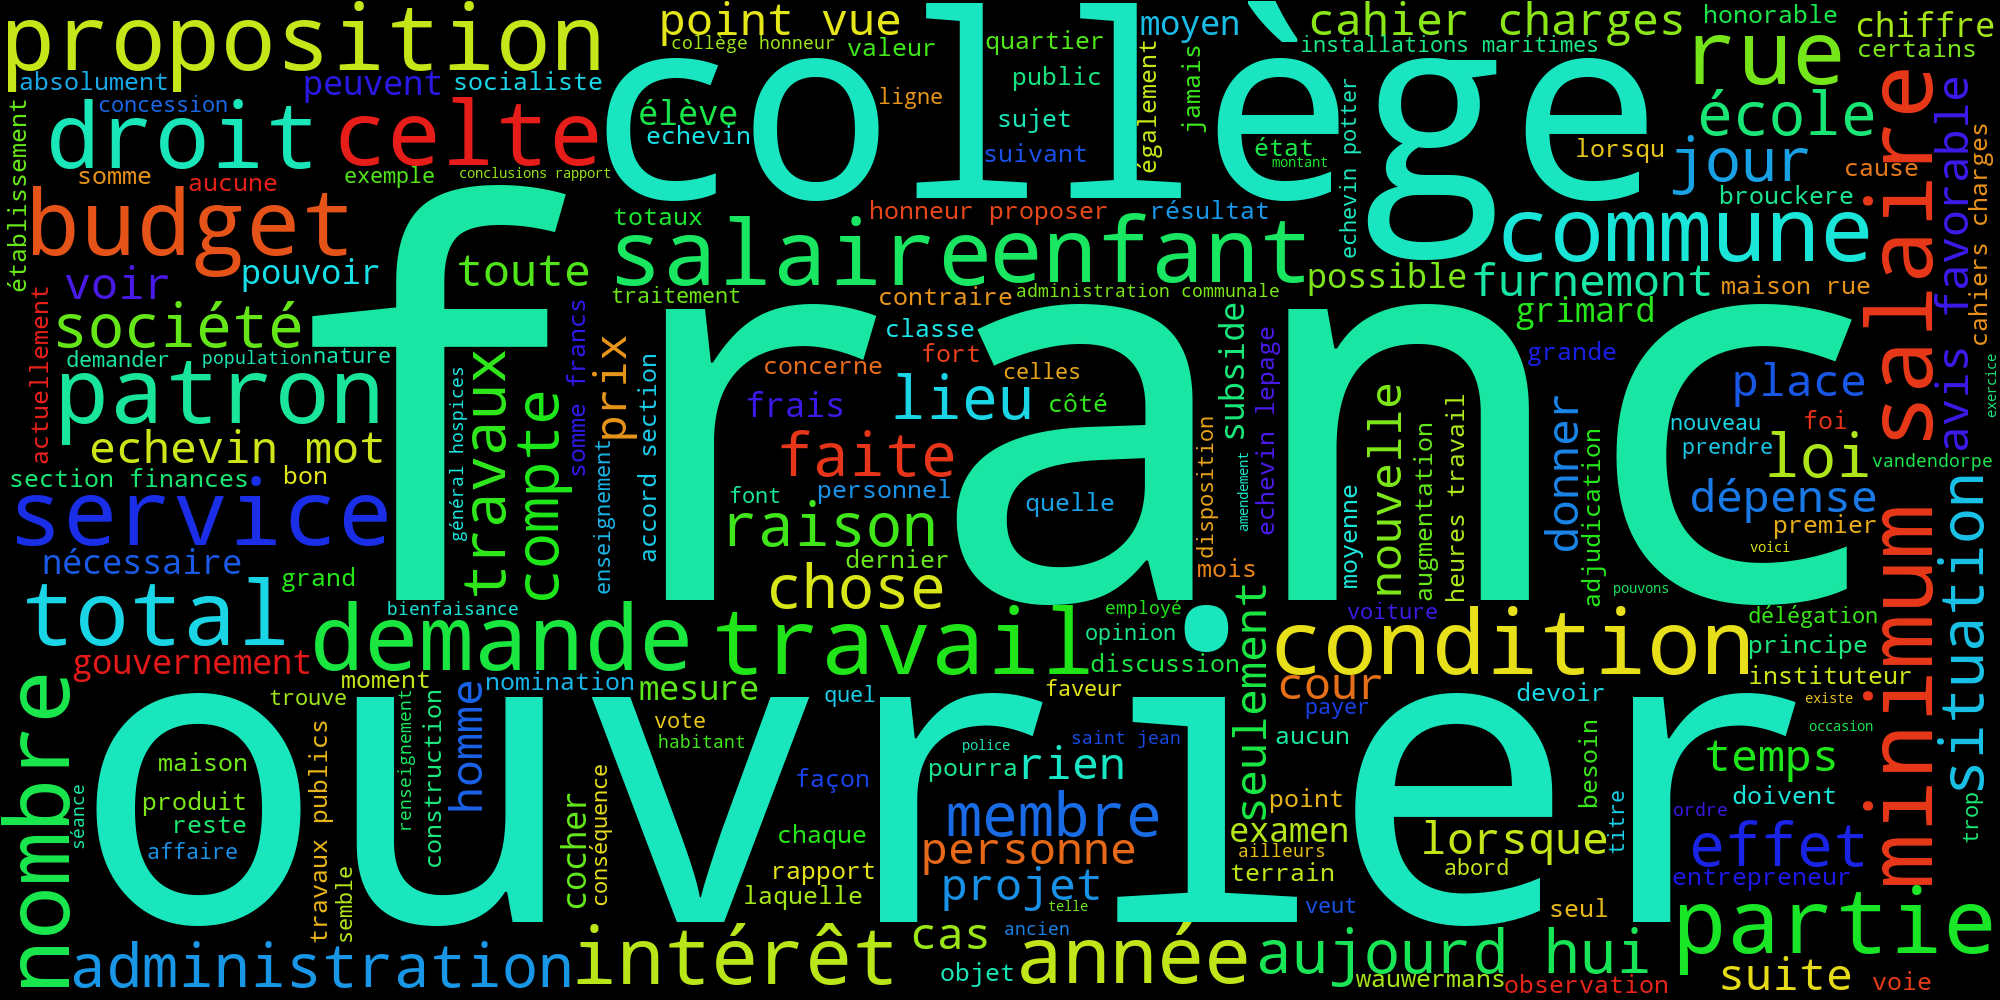 proposition
point vue
collège
moyen
cahier charges
honorable
chiffre
certains
rue
installations maritimes
collège honneur
valeur
quartier
absolument
peuvent
socialiste
public
ligne
concession
droit
celte
élève
echevin
sujet
également
jamais
école
salaire
favorable
avis favorable
établissement
suivant
état
montant
echevin potter
lorsqu
jour
cause
somme
aucune
exemple
conclusions rapport
brouckere
budget
totaux
honneur proposer
résultat
commune
cahiers charges
salaire
enfant
voir
pouvoir
toute
possible
furnemont
maison rue
traitement
contraire
administration communale
grimard
société
franc
actuellement
demander
population
nature
somme francs
prix
classe
fort
subside
grande
concerne
celles
patron
général hospices
travaux
compte
accord section
frais
lieu
côté
echevin lepage
place
exercice
nouveau
foi
echevin mot
faite
nouvelle
heures travail
donner
prendre
loi
vandendorpe
section finances
bon
enseignement
font
personnel
quelle
disposition
amendement
moyenne
augmentation
adjudication
dépense
service
raison
premier
voici
situation
minimum
nécessaire
grand
dernier
mois
pouvons
total
chose
bienfaisance
demande
travail
employé
opinion
discussion
voiture
condition
délégation
principe
gouvernement
moment
nomination
mesure
quel
faveur
seulement
cour
devoir
instituteur
nombre
trouve
renseignement
construction
homme
vote
habitant
payer
existe
occasion
ouvrier
police
saint jean
aucun
besoin
temps
maison
façon
pourra
rien
produit
reste
affaire
séance
travaux publics
semble
cocher
conséquence
chaque
membre
point
examen
lorsque
titre
doivent
ordre
trop
personne
ailleurs
effet
rapport
laquelle
projet
telle
terrain
abord
entrepreneur
veut
seul
partie
administration
intérêt
cas
ancien
objet
année
aujourd hui
wauwermans
observation
suite
voie